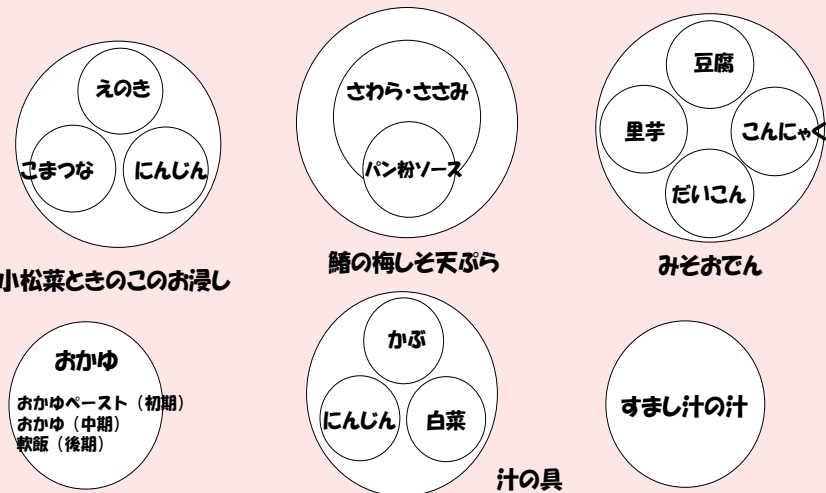 えのき
こまつな
にんじん
小松菜ときのこのお浸し
さわら・ささみ
パン粉ソース
鰆の梅しそ天ぷら
豆腐
里芋
こんにゃく
だいこん
みそおでん
おかゆ
おかゆペースト（初期）
おかゆ（中期）
軟飯（後期）
かぶ
にんじん
白菜
汁の具
すまし汁の汁